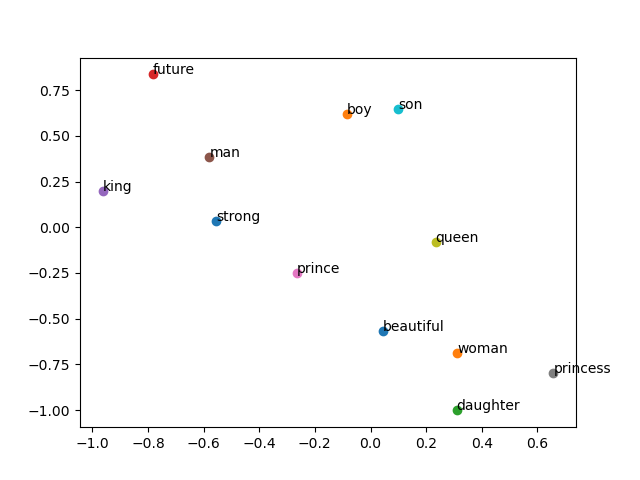 future
son
boy
man
king
strong
queen
prince
beautiful
woman
princess
daughter
0.75
0.50
0.25
0.00
−0.25
−0.50
−0.75
−1.00
−1.0 −0.8 −0.6 −0.4 −0.2 0.0 0.2 0.4 0.6